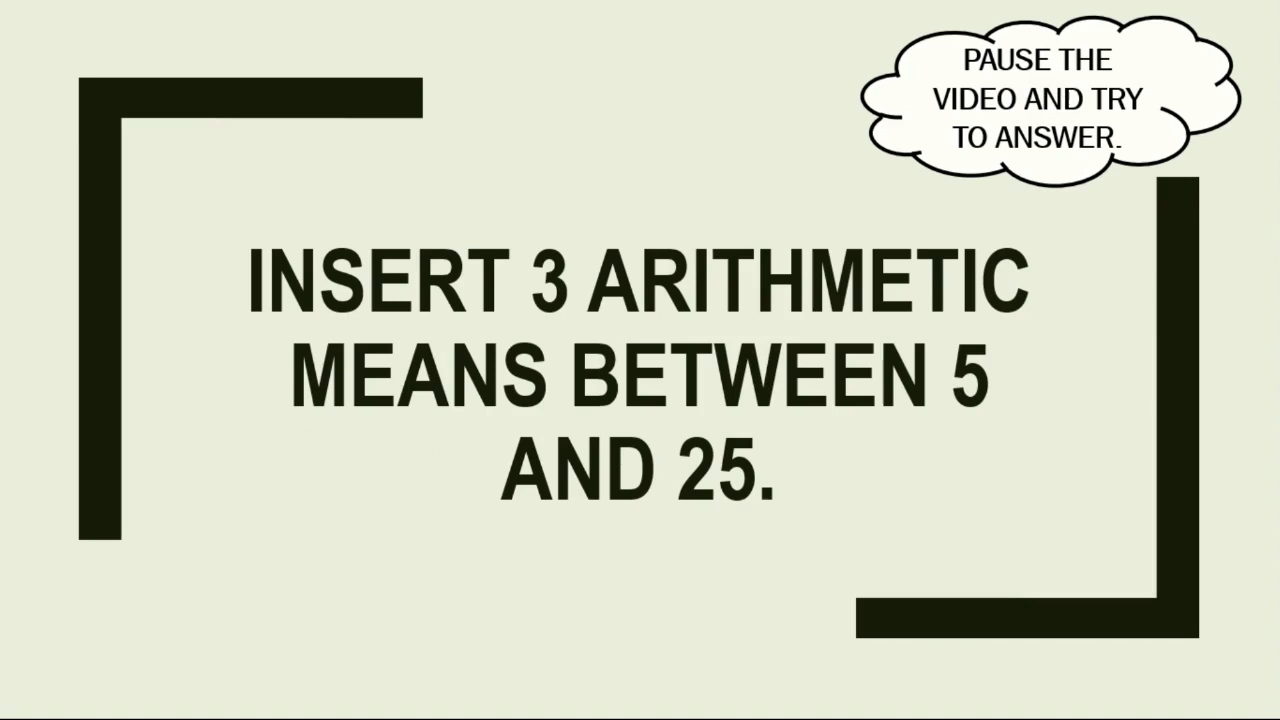 PAUSE THE
VIDEO AND TRY
TO ANSWER.
INSERT 3 ARITHMETIC
MEANS BETWEEN 5
AND 25.